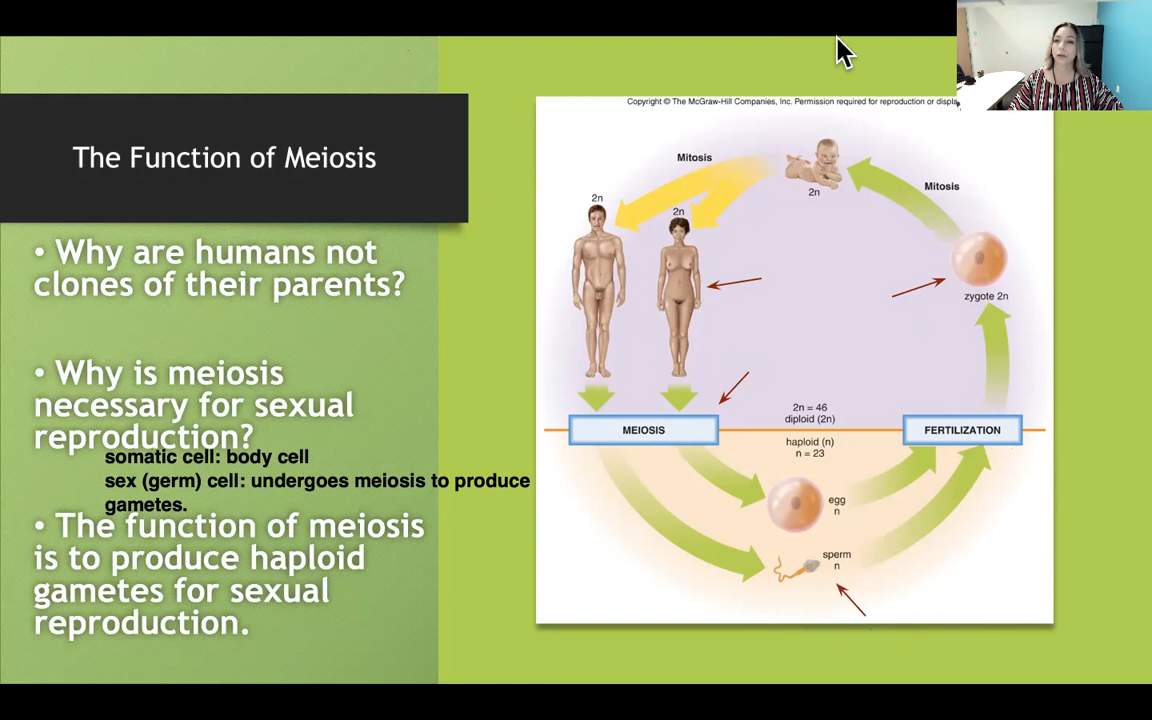 The Function of Meiosis
• Why are humans not
clones of their parents?
• Why is meiosis
necessary for sexual
reproduction?
somatic cell: body cell
sex (germ) cell: undergoes meiosis to produce
gametes.
• The function of meiosis
is to produce haploid
gametes for sexual
reproduction.
Copyright © The McGraw-Hill Companies, Inc. Permission required for reproduction or
Mitosis
2n
Mitosis
2n
2n
zygote 2n
2n = 46
diploid (2n)
MEIOSIS
FERTILIZATION
haploid (n)
n = 23
egg
n
sperm
n